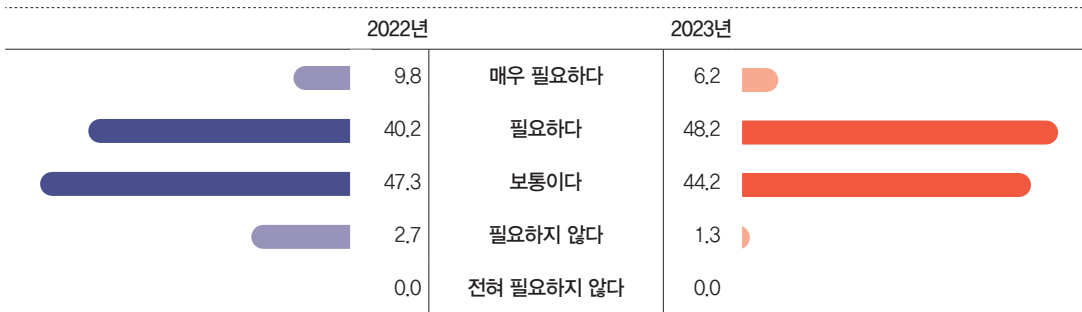 2022년 2023년
9.8 매우 필요하다 6.2
40.2 필요하다 48.2
47.3 보통이다 44.2
2.7 필요하지 않다 1.3
0.0 전혀 필요하지 않다 0.0